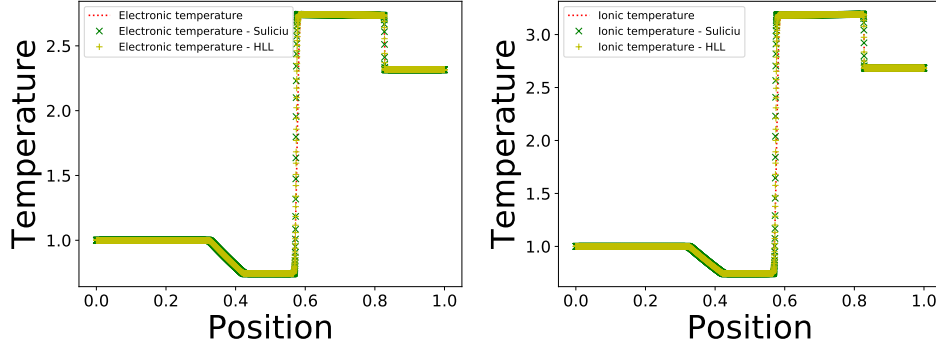 Electronic temperature
Electronic temperature - Suliciu
Electronic temperature - HLL
Temperature
2.5
2.0
1.5
1.0
0.0 0.2 0.4 0.6 0.8 1.0
Position
Ionic temperature
Ionic temperature - Suliciu
Ionic temperature - HLL
Temperature
3.0
2.5
2.0
1.5
1.0
0.0 0.2 0.4 0.6 0.8 1.0
Position